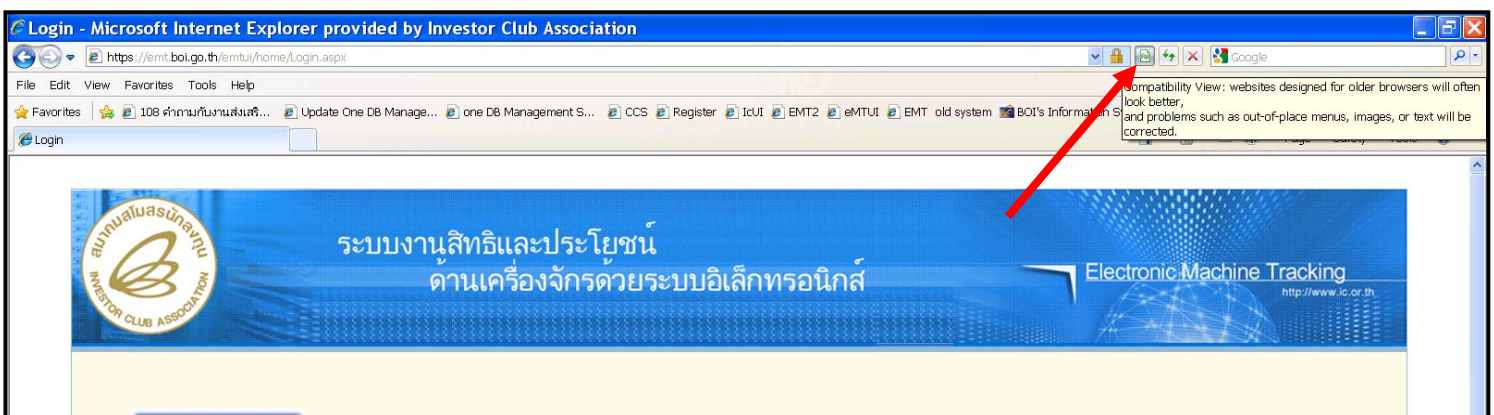 Login - Microsoft Internet Explorer provided by Investor Club Association
https://emt.boi.go.th/emtui/home/Login.aspx
Google
File Edit View Favorites Tools Help
Compatibility View: websites designed for older browsers will often
look better,
and problems such as out-of-place menus, images, or text will be
corrected.
Favorites 108 คำถามกับงานส่งเสริ... Update One DB Manage... one DB Management S... CCS Register IcUI EMT2 eMTUI EMT old system BOI's Information S
Login
สมาคมสโมสรนักลงทุน
INVESTOR CLUB ASSOCIATION
ระบบงานสิทธิและประโยชน์
ด้านเครื่องจักรด้วยระบบอิเล็กทรอนิกส์
Electronic Machine Tracking
http://www.ic.or.th